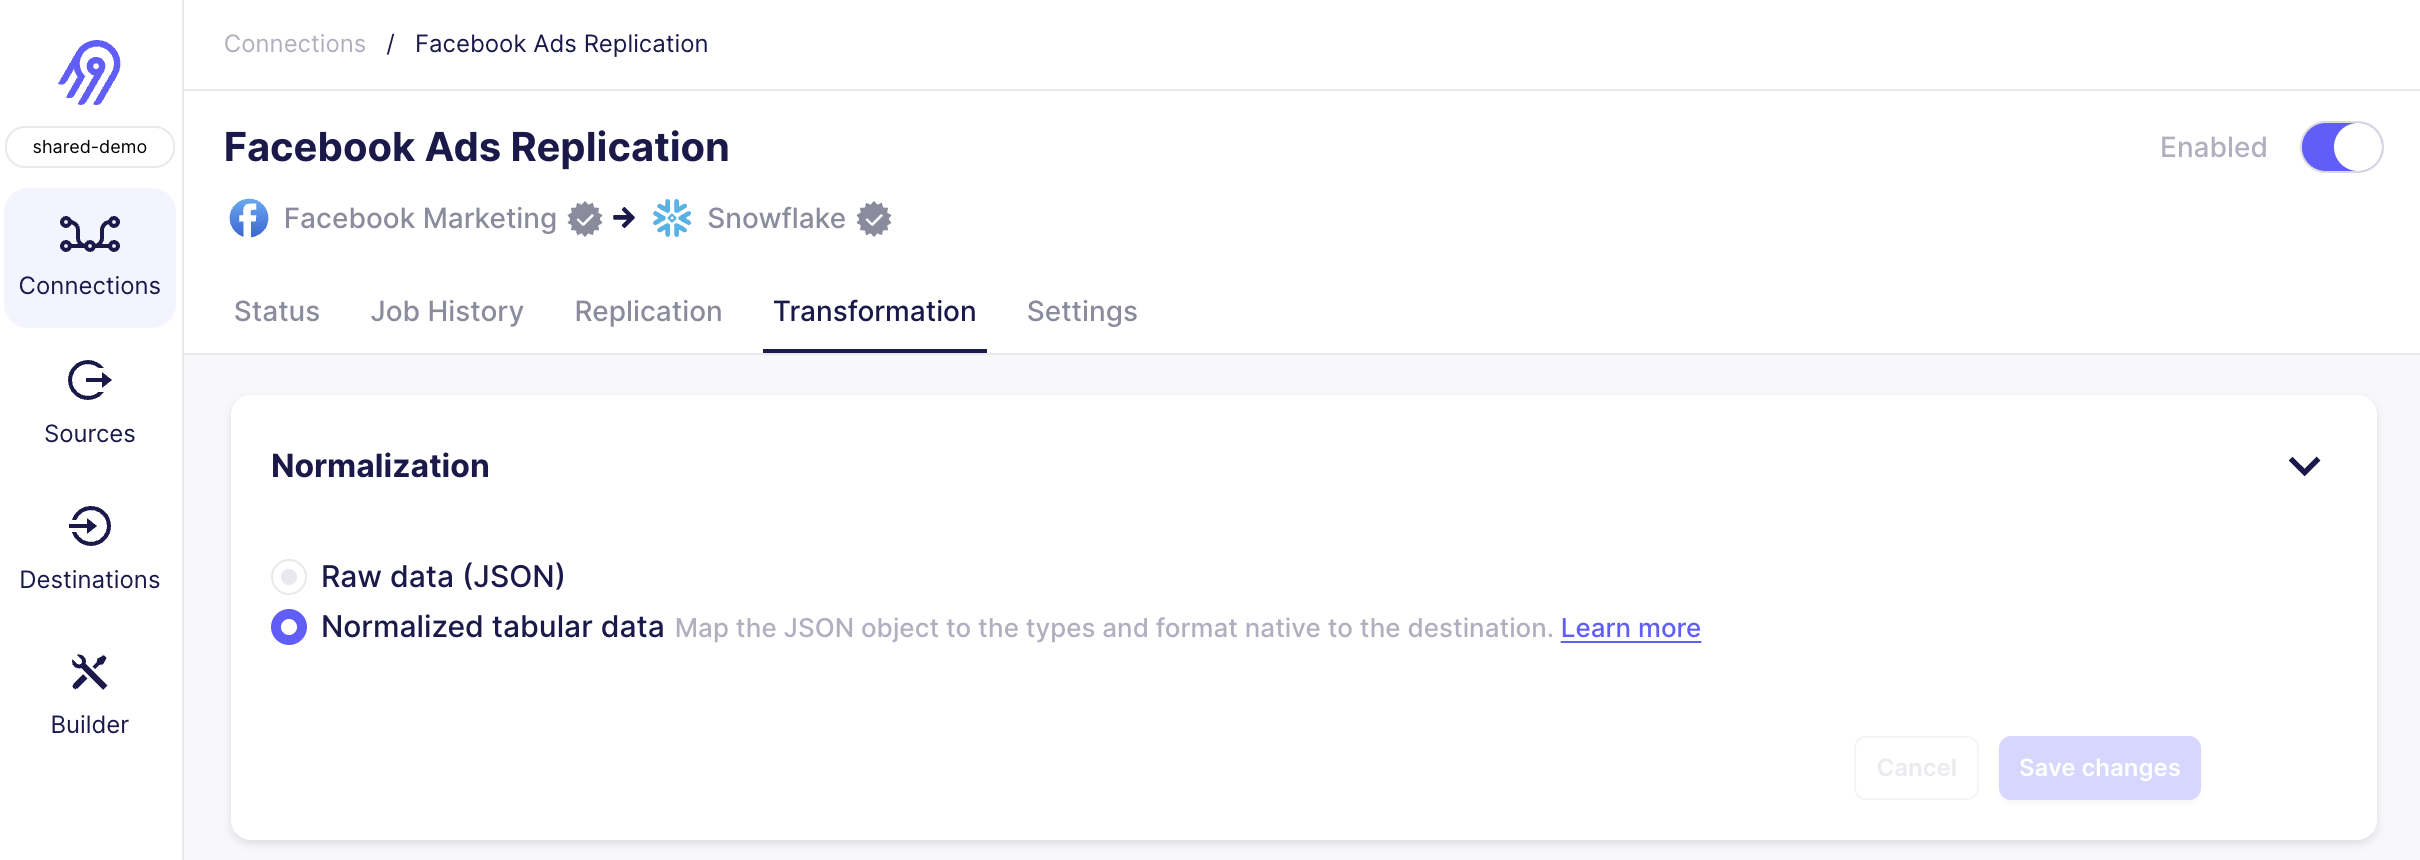 Connections / Facebook Ads Replication
shared-demo
Facebook Ads Replication
Enabled
Facebook Marketing → Snowflake
Connections
Status Job History Replication Transformation Settings
Sources
Normalization
Destinations
Raw data (JSON)
Normalized tabular data Map the JSON object to the types and format native to the destination. Learn more
Builder
Cancel Save changes